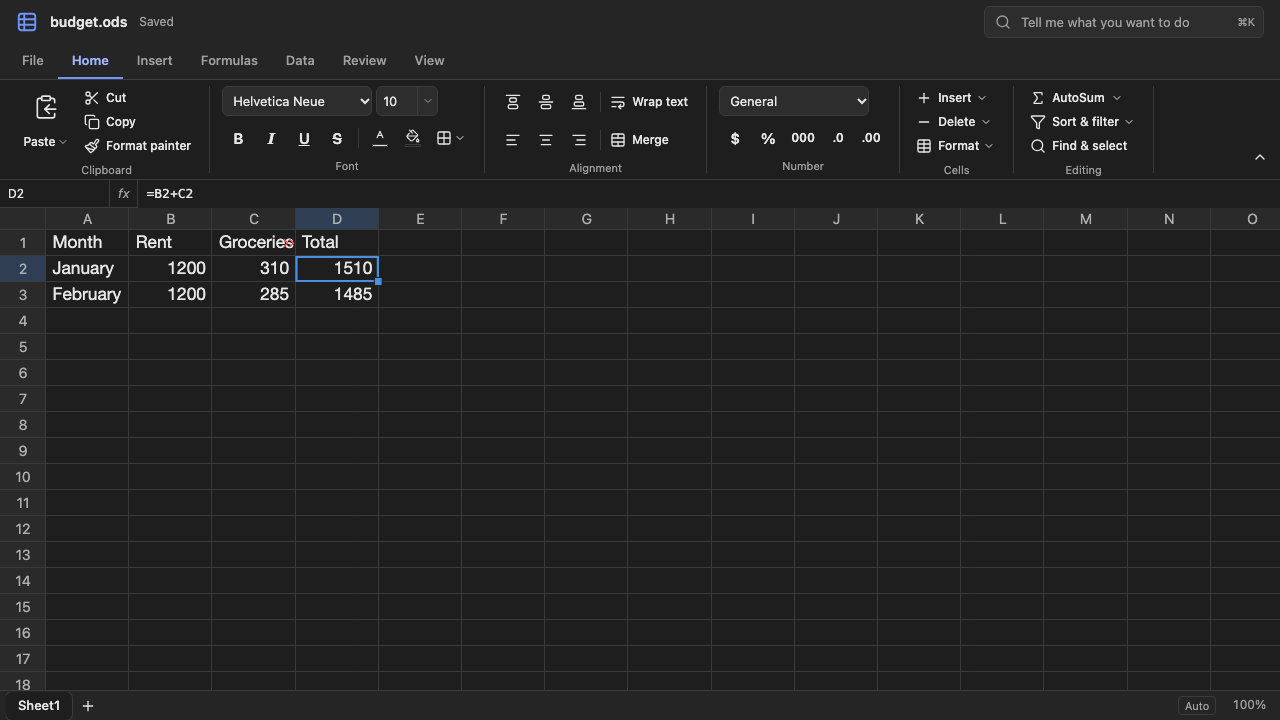 budget.ods Saved
Tell me what you want to do ⌘K
File Home Insert Formulas Data Review View
Paste
Cut
Copy
Format painter
Clipboard
Helvetica Neue 10
B I U S A
Font
Wrap text
Merge
Alignment
General
$ % 000 .0 .00
Number
Insert
Delete
Format
Cells
AutoSum
Sort & filter
Find & select
Editing
D2 fx =B2+C2
A B C D E F G H I J K L M N O
1 Month Rent Groceries Total
2 January 1200 310 1510
3 February 1200 285 1485
4
5
6
7
8
9
10
11
12
13
14
15
16
17
18
Sheet1 + Auto 100%